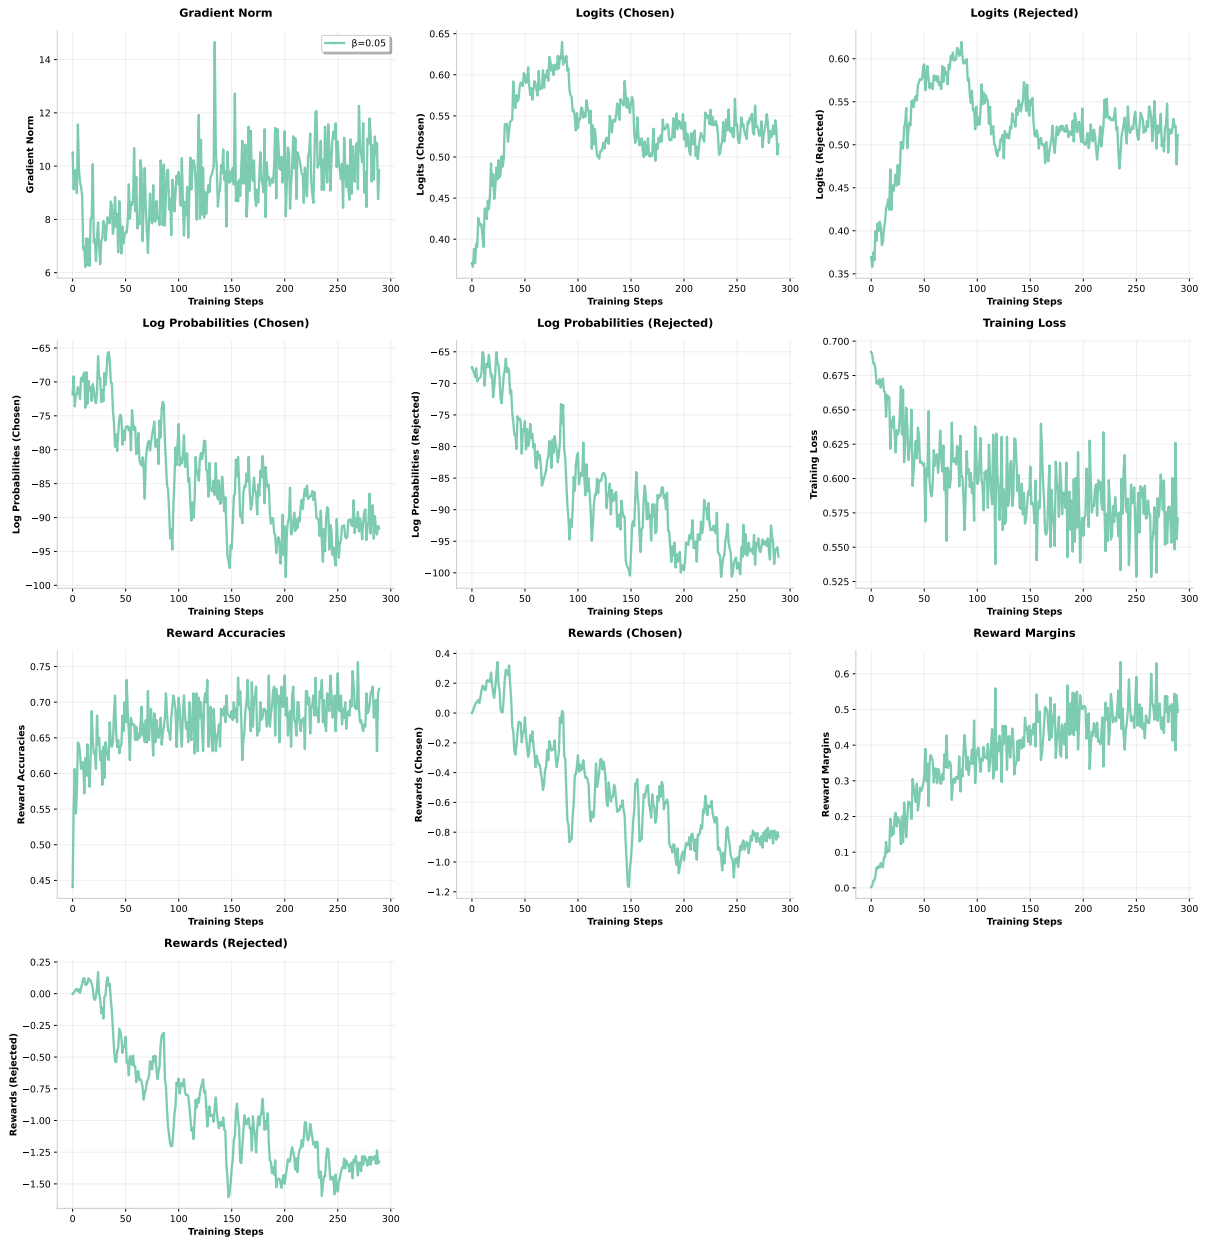 Gradient Norm
Gradient Norm
14
12
10
8
6
β=0.05
0 50 100 150 200 250 300
Training Steps
Logits (Chosen)
Logits (Chosen)
0.65
0.60
0.55
0.50
0.45
0.40
0 50 100 150 200 250 300
Training Steps
Logits (Rejected)
Logits (Rejected)
0.60
0.55
0.50
0.45
0.40
0.35
0 50 100 150 200 250 300
Training Steps
Log Probabilities (Chosen)
Log Probabilities (Chosen)
−65
−70
−75
−80
−85
−90
−95
−100
0 50 100 150 200 250 300
Training Steps
Log Probabilities (Rejected)
Log Probabilities (Rejected)
−65
−70
−75
−80
−85
−90
−95
−100
0 50 100 150 200 250 300
Training Steps
Training Loss
Training Loss
0.700
0.675
0.650
0.625
0.600
0.575
0.550
0.525
0 50 100 150 200 250 300
Training Steps
Reward Accuracies
Reward Accuracies
0.75
0.70
0.65
0.60
0.55
0.50
0.45
0 50 100 150 200 250 300
Training Steps
Rewards (Chosen)
Rewards (Chosen)
0.4
0.2
0.0
−0.2
−0.4
−0.6
−0.8
−1.0
−1.2
0 50 100 150 200 250 300
Training Steps
Reward Margins
Reward Margins
0.6
0.5
0.4
0.3
0.2
0.1
0.0
0 50 100 150 200 250 300
Training Steps
Rewards (Rejected)
Rewards (Rejected)
0.25
0.00
−0.25
−0.50
−0.75
−1.00
−1.25
−1.50
0 50 100 150 200 250 300
Training Steps